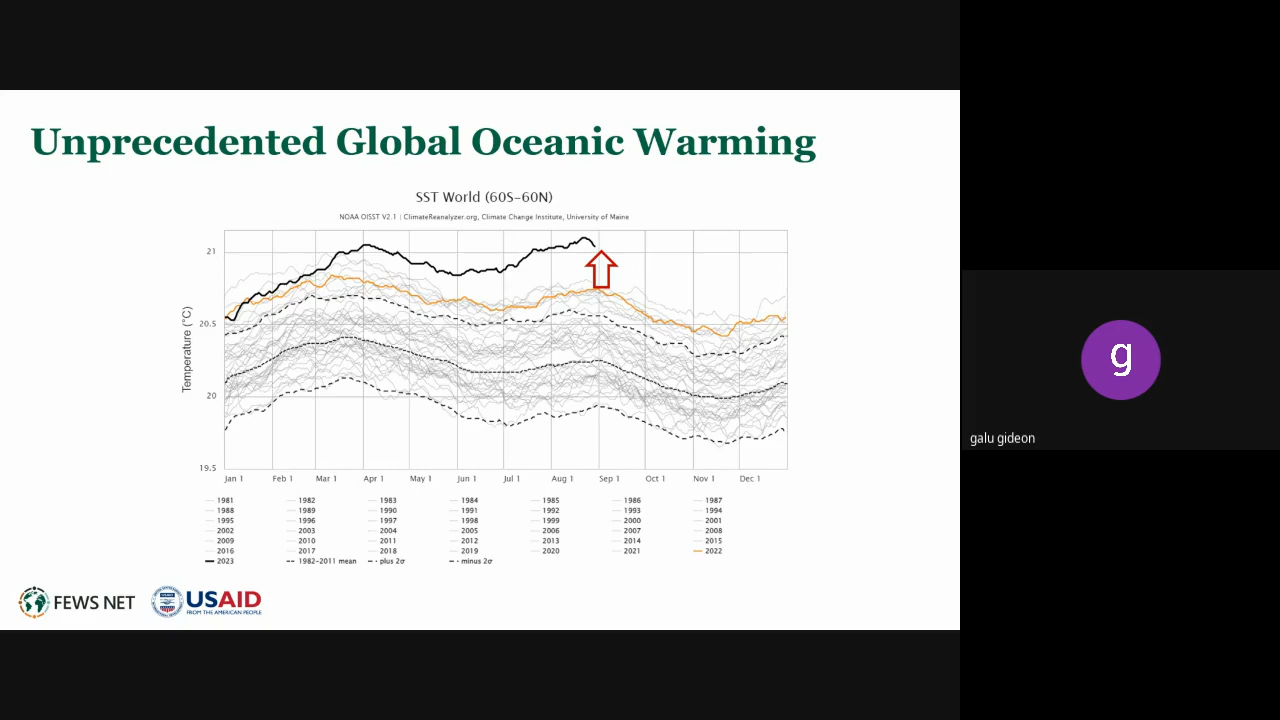 Unprecedented Global Oceanic Warming
SST World (60S-60N)
NOAA OISST V2.1 | ClimateReanalyzer.org, Climate Change Institute, University of Maine
Temperature (°C)
21
20.5
20
19.5
Jan 1 Feb 1 Mar 1 Apr 1 May 1 Jun 1 Jul 1 Aug 1 Sep 1 Oct 1 Nov 1 Dec 1
1981 1982 1983 1984 1985 1986 1987
1988 1989 1990 1991 1992 1993 1994
1995 1996 1997 1998 1999 2000 2001
2002 2003 2004 2005 2006 2007 2008
2009 2010 2011 2012 2013 2014 2015
2016 2017 2018 2019 2020 2021 2022
2023 1982-2011 mean plus 2σ minus 2σ
FEWS NET
USAID
FROM THE AMERICAN PEOPLE
g
galu gideon